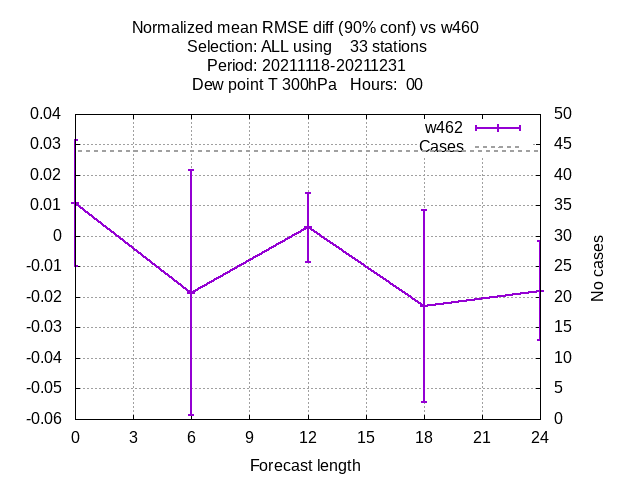 Normalized mean RMSE diff (90% conf) vs w460
Selection: ALL using    33 stations
Period: 20211118-20211231
Dew point T 300hPa   Hours:  00
w462
Cases
0.04
0.03
0.02
0.01
0
-0.01
-0.02
-0.03
-0.04
-0.05
-0.06
50
45
40
35
30
25
20
15
10
5
0
No cases
0 3 6 9 12 15 18 21 24
Forecast length